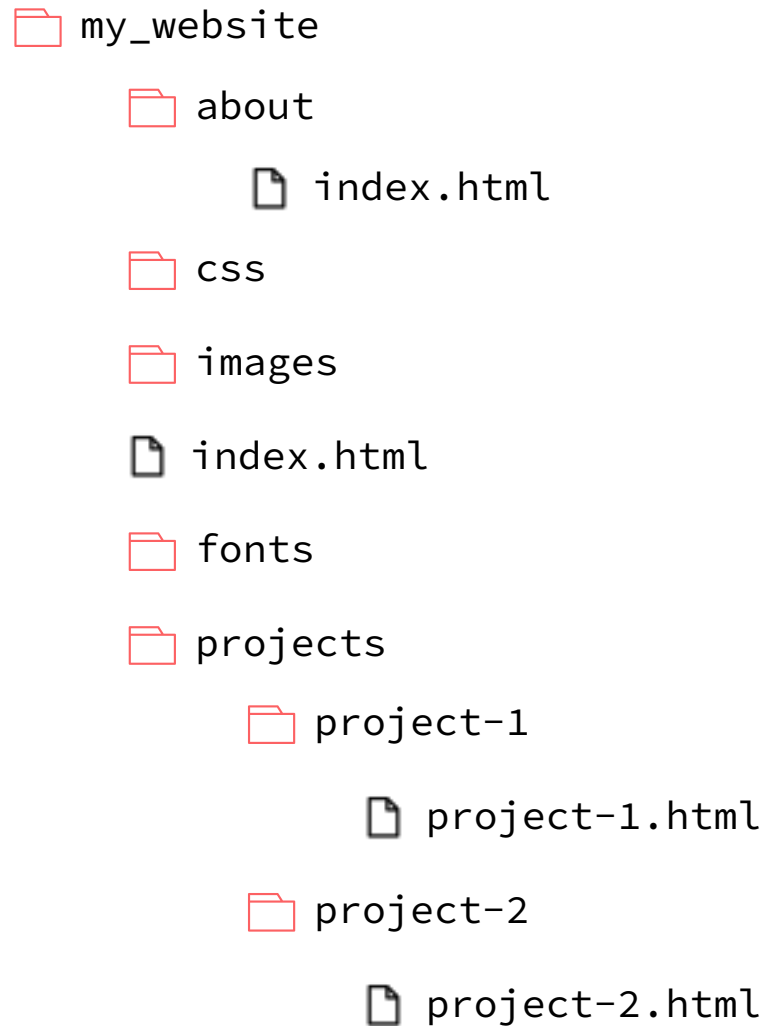 my_website
about
index.html
css
images
index.html
fonts
projects
project-1
project-1.html
project-2
project-2.html